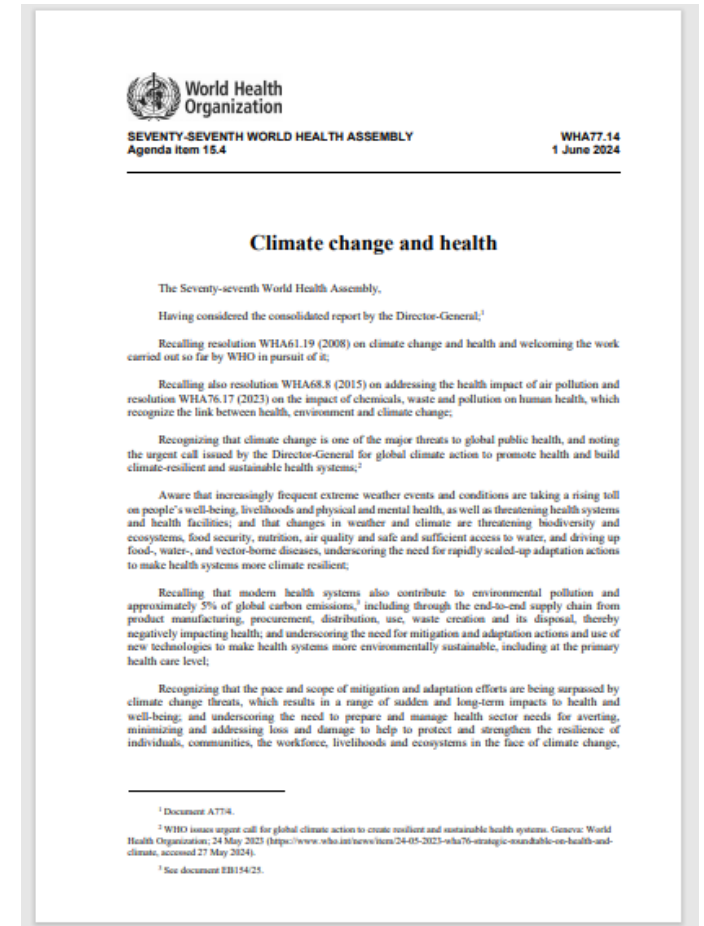 World Health
Organization
SEVENTY-SEVENTH WORLD HEALTH ASSEMBLY WHA77.14
Agenda item 15.4 1 June 2024
Climate change and health
The Seventy-seventh World Health Assembly,
Having considered the consolidated report by the Director-General;¹
Recalling resolution WHA61.19 (2008) on climate change and health and welcoming the work
carried out so far by WHO in pursuit of it;
Recalling also resolution WHA68.8 (2015) on addressing the health impact of air pollution and
resolution WHA76.17 (2023) on the impact of chemicals, waste and pollution on human health, which
recognize the link between health, environment and climate change;
Recognizing that climate change is one of the major threats to global public health, and noting
the urgent call issued by the Director-General for global climate action to promote health and build
climate-resilient and sustainable health systems;²
Aware that increasingly frequent extreme weather events and conditions are taking a rising toll
on people's well-being, livelihoods and physical and mental health, as well as threatening health systems
and health facilities; and that changes in weather and climate are threatening biodiversity and
ecosystems, food security, nutrition, air quality and safe and sufficient access to water, and driving up
food-, water-, and vector-borne diseases, underscoring the need for rapidly scaled-up adaptation actions
to make health systems more climate resilient;
Recalling that modern health systems also contribute to environmental pollution and
approximately 5% of global carbon emissions,³ including through the end-to-end supply chain from
product manufacturing, procurement, distribution, use, waste creation and its disposal, thereby
negatively impacting health; and underscoring the need for mitigation and adaptation actions and use of
new technologies to make health systems more environmentally sustainable, including at the primary
health care level;
Recognizing that the pace and scope of mitigation and adaptation efforts are being surpassed by
climate change threats, which results in a range of sudden and long-term impacts to health and
well-being; and underscoring the need to prepare and manage health sector needs for averting,
minimizing and addressing loss and damage to help to protect and strengthen the resilience of
individuals, communities, the workforce, livelihoods and ecosystems in the face of climate change,
¹ Document A77/4.
² WHO issues urgent call for global climate action to create resilient and sustainable health systems. Geneva: World
Health Organization; 24 May 2023 (https://www.who.int/news/item/24-05-2023-wha76-strategic-roundtable-on-health-and-
climate, accessed 27 May 2024).
³ See document EB154/25.